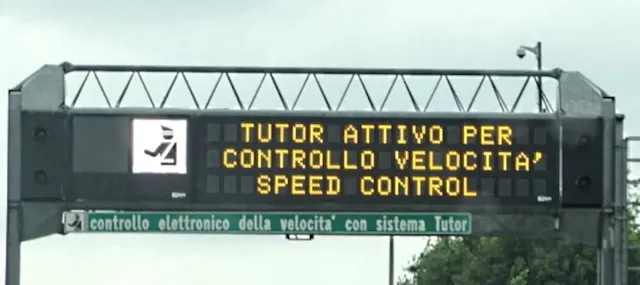 TUTOR ATTIVO PER
CONTROLLO VELOCITA'
SPEED CONTROL
controllo elettronico della velocita' con sistema Tutor